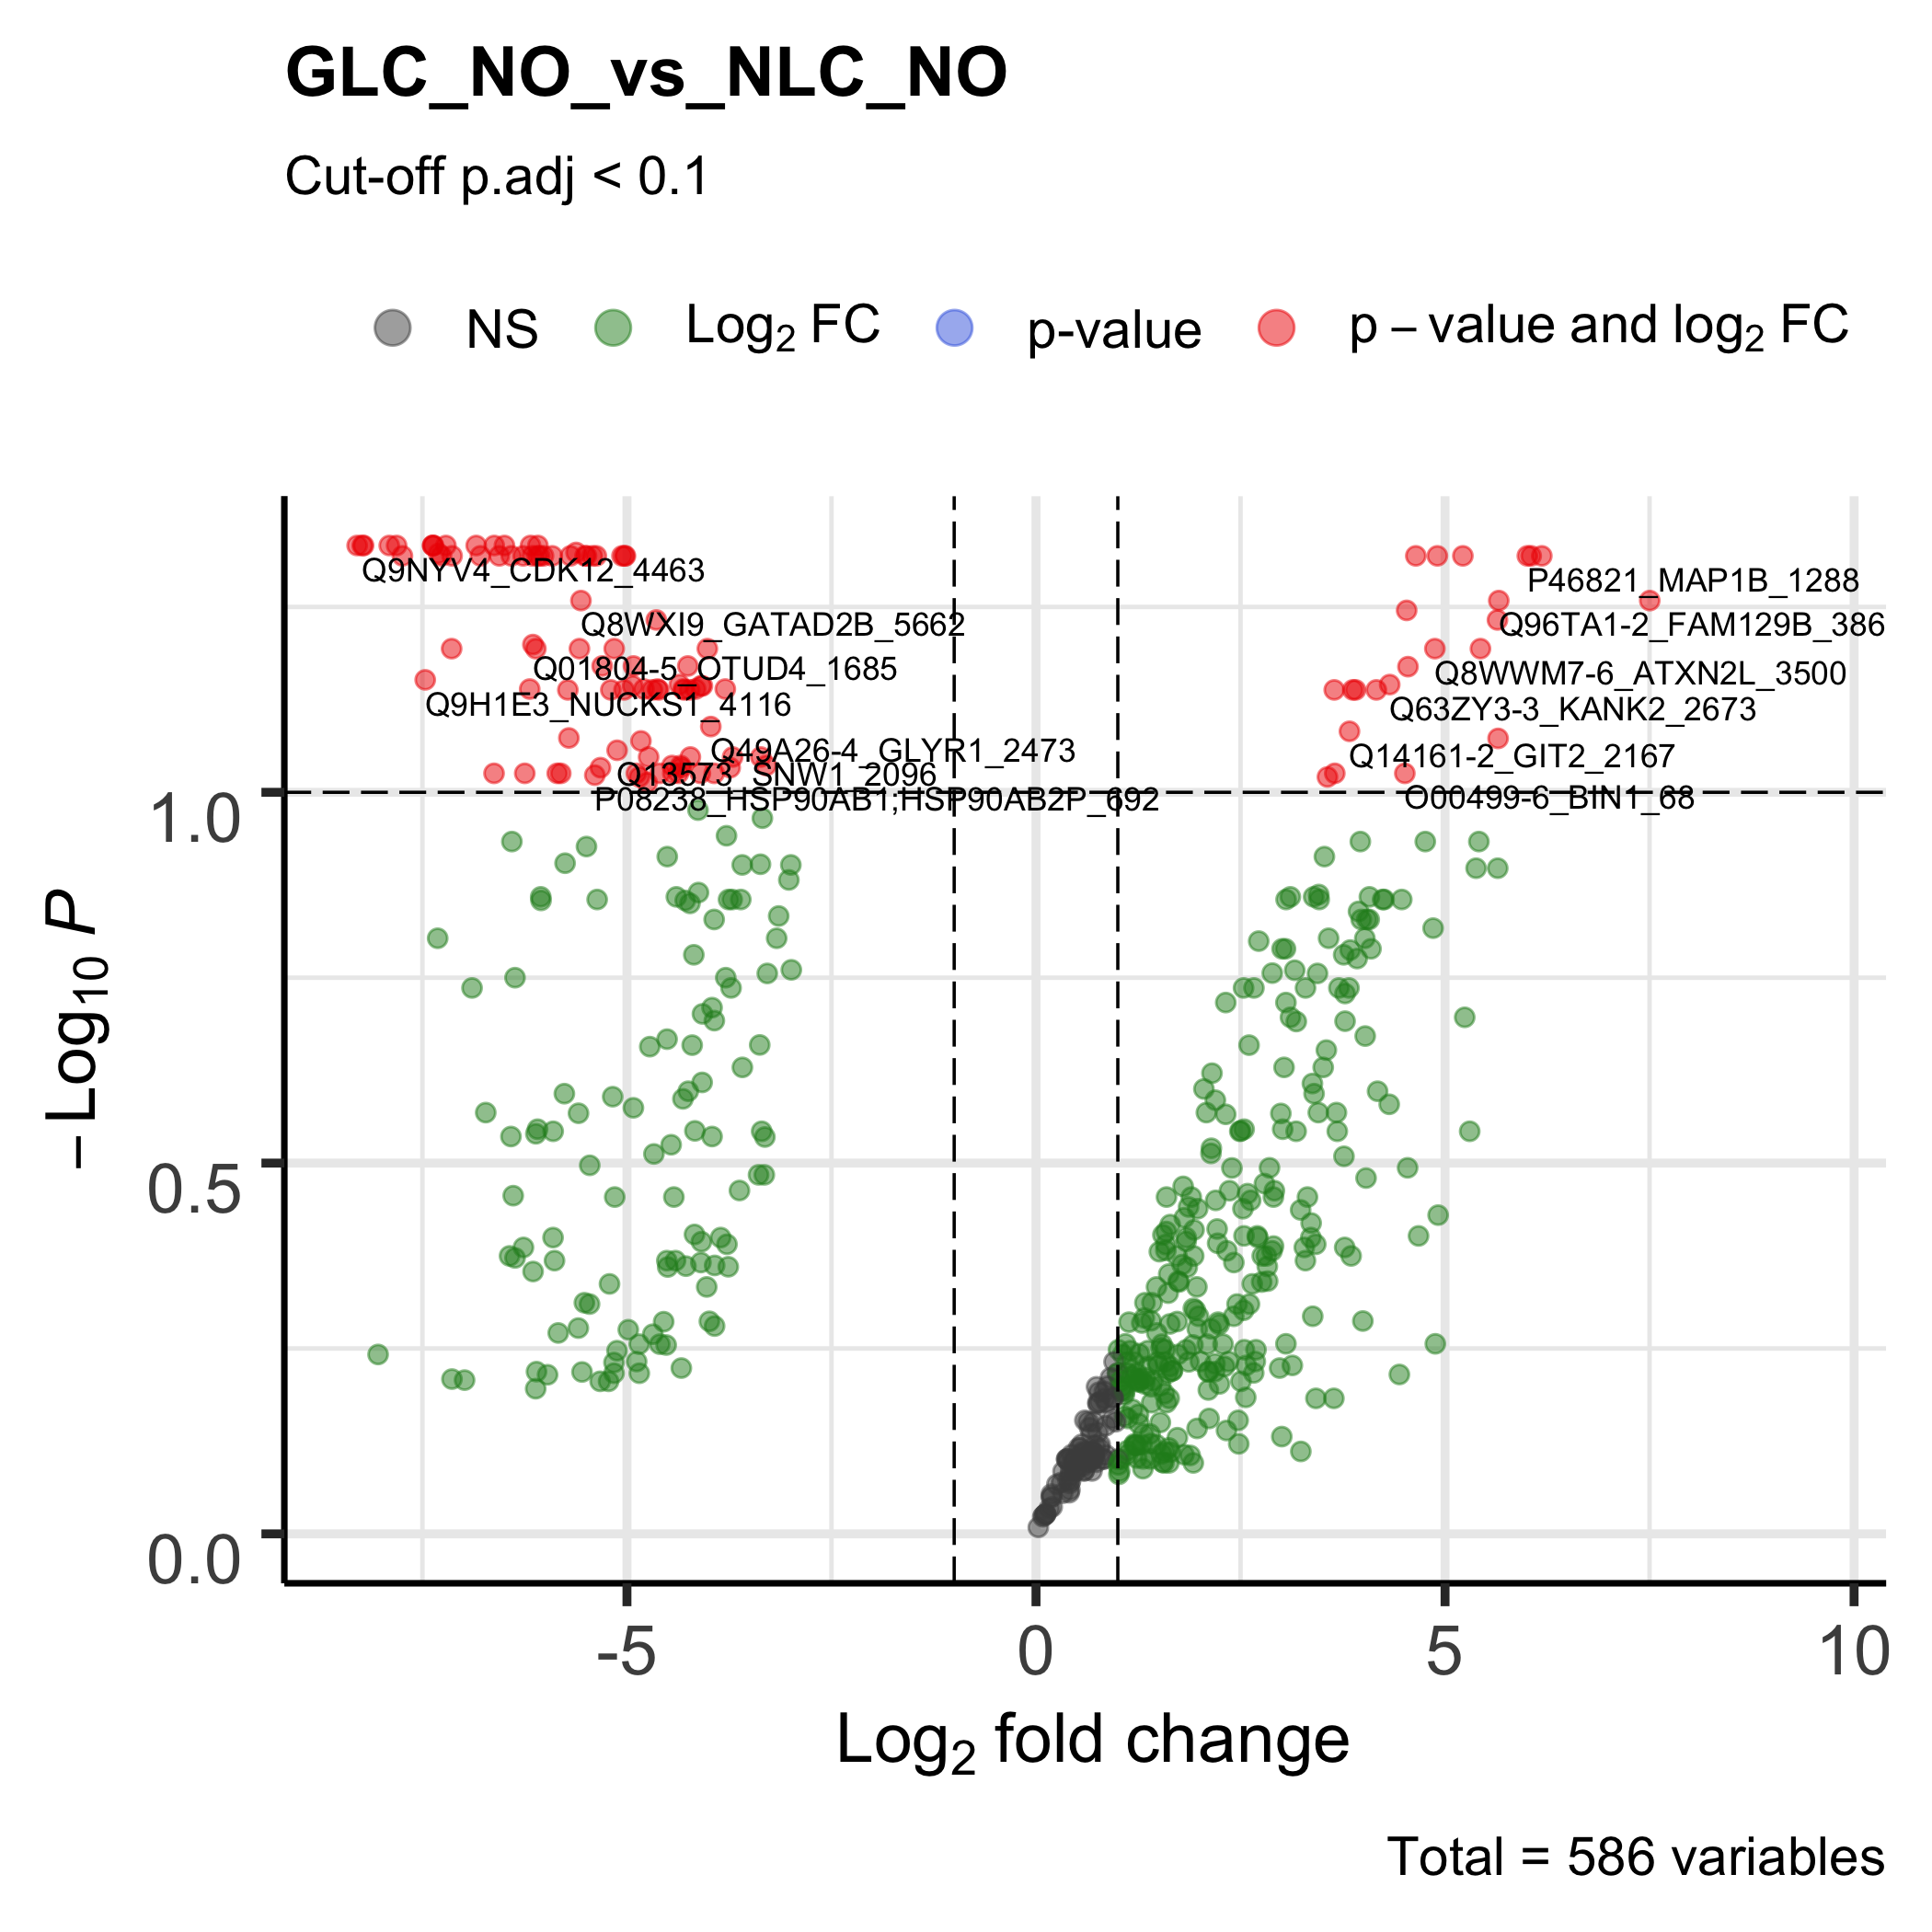 GLC_NO_vs_NLC_NO
Cut-off p.adj < 0.1
NS Log2 FC p-value p – value and log2 FC
Q9NYV4_CDK12_4463
P46821_MAP1B_1288
Q8WXI9_GATAD2B_5662
Q96TA1-2_FAM129B_386
Q01804-5_OTUD4_1685
Q8WWM7-6_ATXN2L_3500
Q9H1E3_NUCKS1_4116
Q63ZY3-3_KANK2_2673
Q49A26-4_GLYR1_2473
Q14161-2_GIT2_2167
Q13573_SNW1_2096
P08238_HSP90AB1;HSP90AB2P_692
O00499-6_BIN1_68
1.0
0.5
0.0
–Log10 P
-5 0 5 10
Log2 fold change
Total = 586 variables